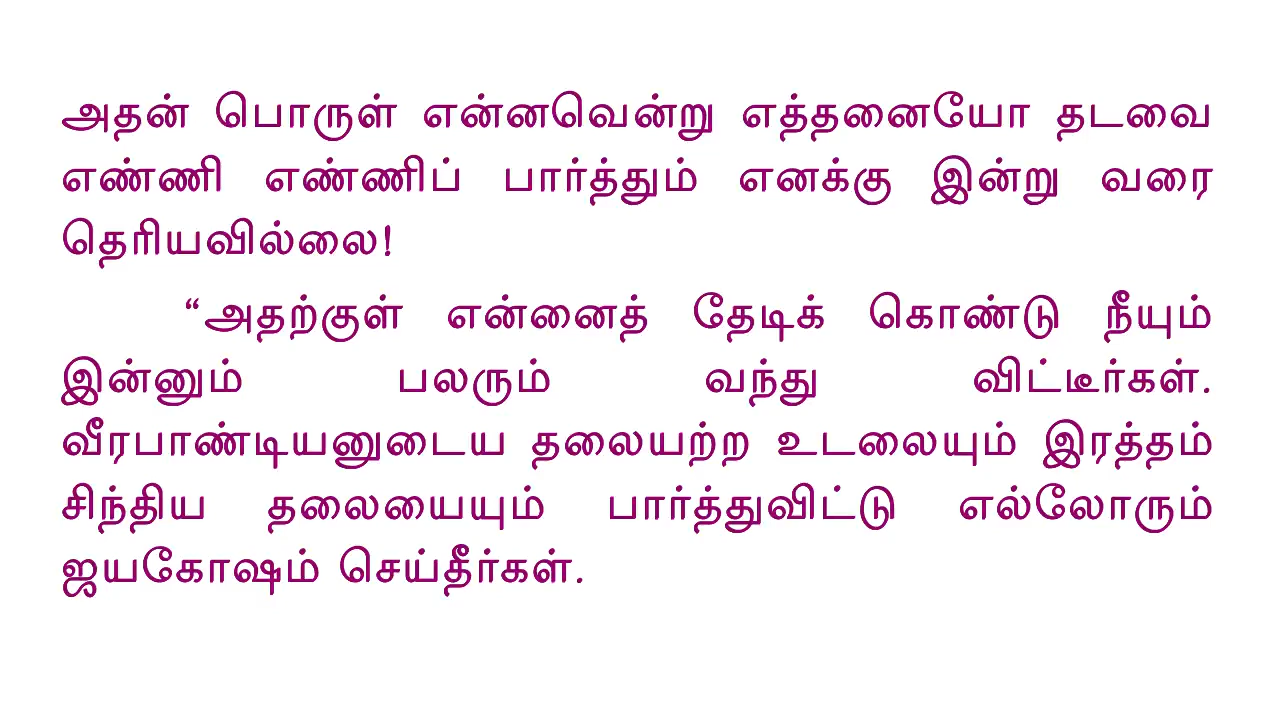 அதன் பொருள் என்னவென்று எத்தனையோ தடவை
எண்ணி எண்ணிப் பார்த்தும் எனக்கு இன்று வரை
தெரியவில்லை!
“அதற்குள் என்னைத் தேடிக் கொண்டு நீயும்
இன்னும் பலரும் வந்து விட்டீர்கள்.
வீரபாண்டியனுடைய தலையற்ற உடலையும் இரத்தம்
சிந்திய தலையையும் பார்த்துவிட்டு எல்லோரும்
ஜயகோஷம் செய்தீர்கள்.